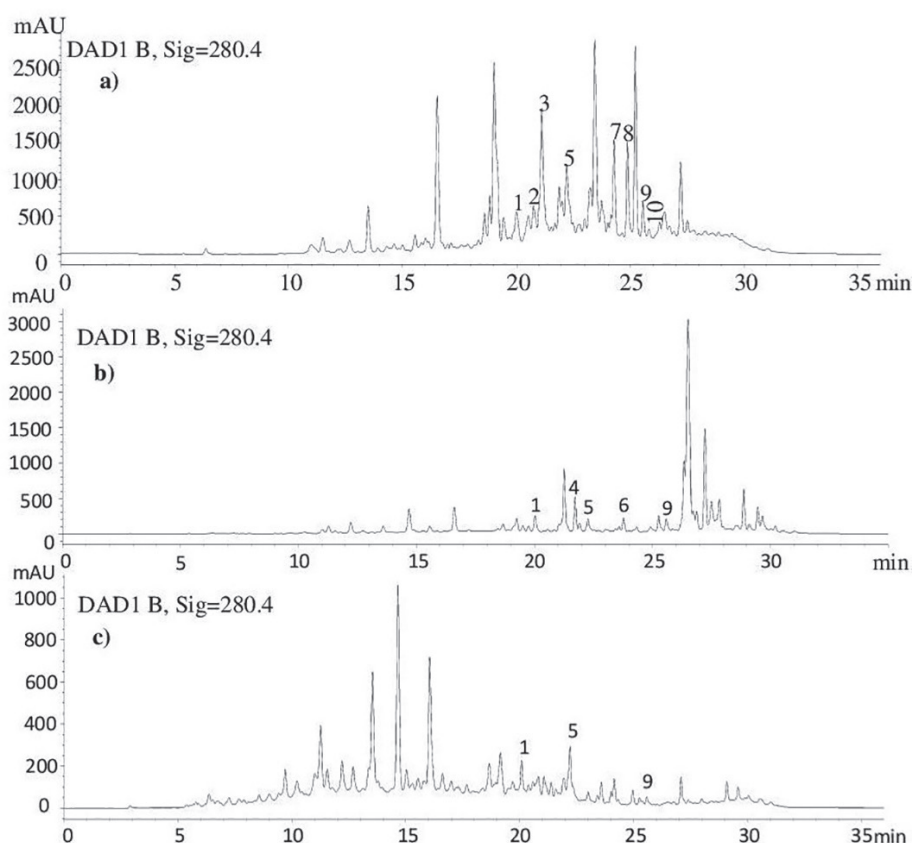 mAU
DAD1 B, Sig=280.4
a)
2500
2000
1500
1000
500
0
1
2
3
5
7
8
9
10
0 5 10 15 20 25 30 35 min
mAU
DAD1 B, Sig=280.4
b)
3000
2500
2000
1500
1000
500
0
1
4
5
6
9
0 5 10 15 20 25 30 min
mAU
DAD1 B, Sig=280.4
c)
1000
800
600
400
200
0
1
5
9
0 5 10 15 20 25 30 35min